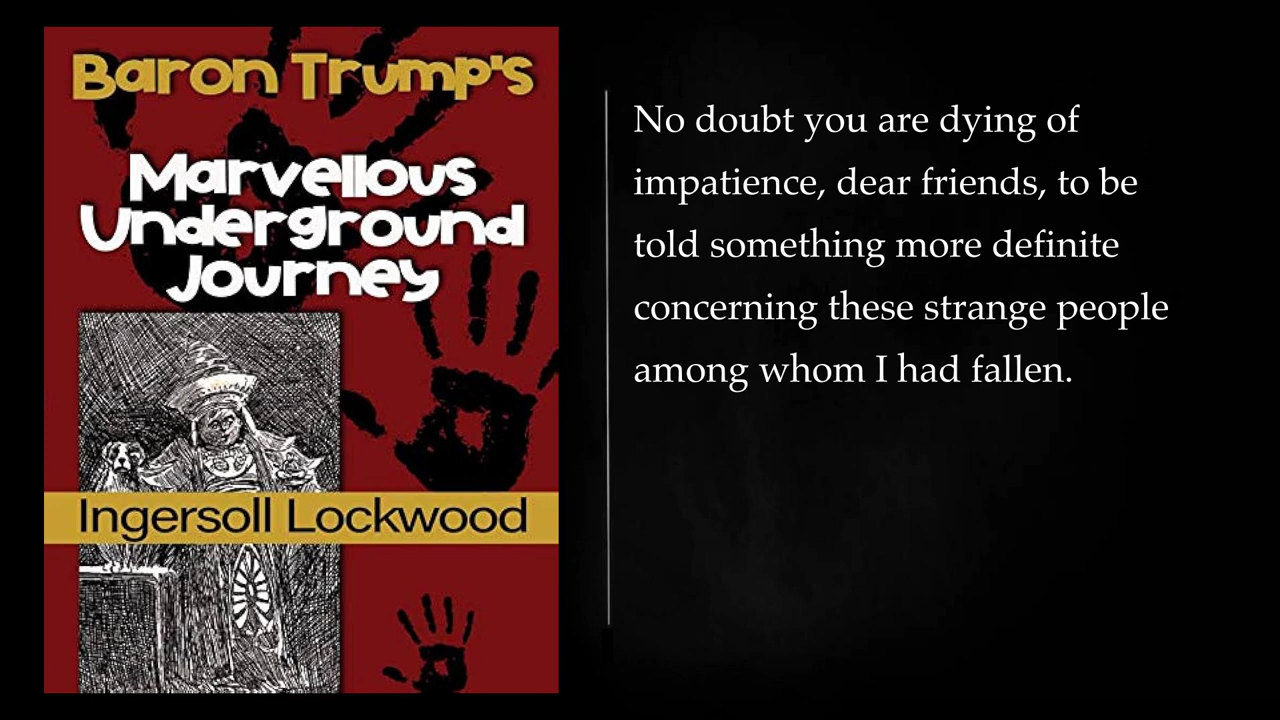 Baron Trump's
Marvellous
Underground
Journey
Ingersoll Lockwood
No doubt you are dying of
impatience, dear friends, to be
told something more definite
concerning these strange people
among whom I had fallen.